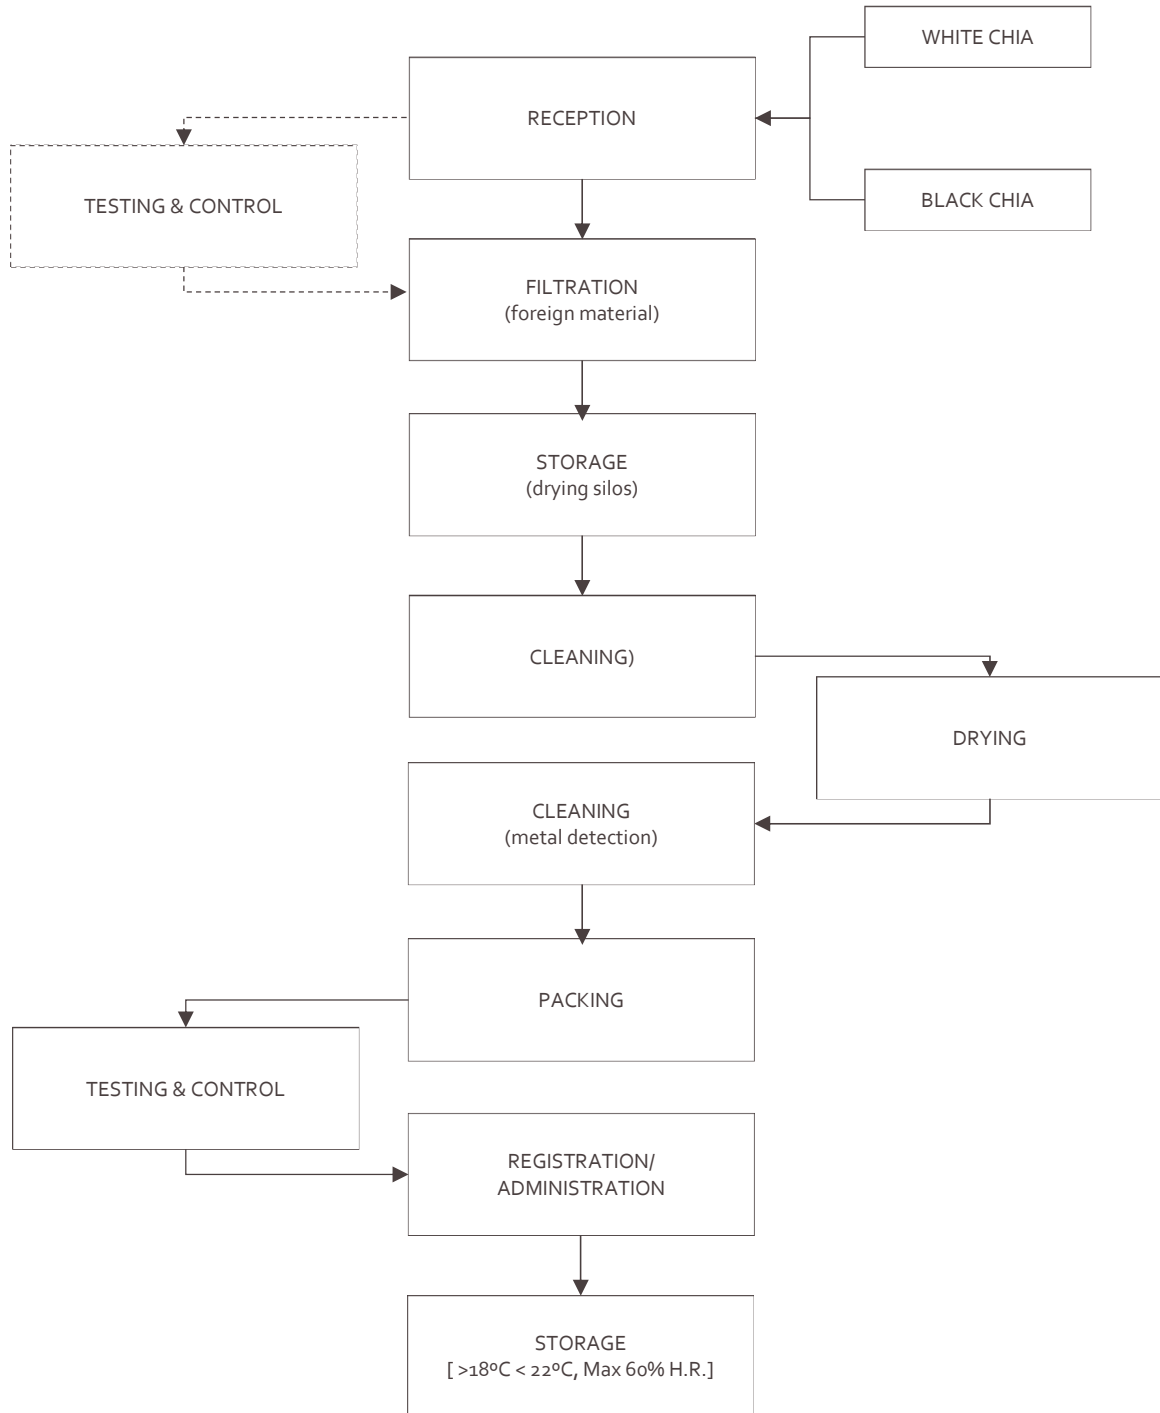 WHITE CHIA
RECEPTION
BLACK CHIA
TESTING & CONTROL
FILTRATION
(foreign material)
STORAGE
(drying silos)
CLEANING)
DRYING
CLEANING
(metal detection)
PACKING
TESTING & CONTROL
REGISTRATION/
ADMINISTRATION
STORAGE
[ >18ºC < 22ºC, Max 60% H.R.]